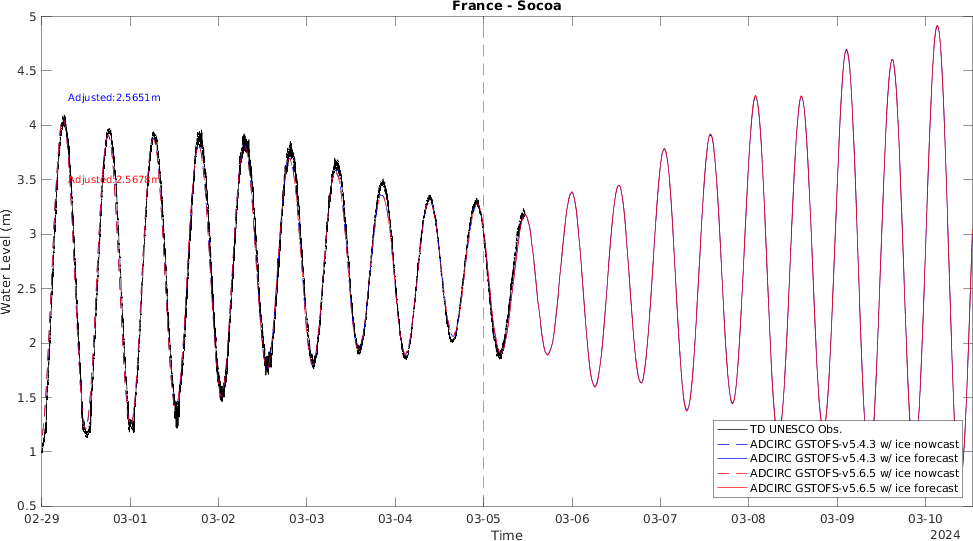 France - Socoa
5
4.5
4
3.5
3
2.5
2
1.5
1
0.5
Water Level (m)
Adjusted:2.5651m
Adjusted:2.5678m
TD UNESCO Obs.
ADCIRC GSTOFS-v5.4.3 w/ ice nowcast
ADCIRC GSTOFS-v5.4.3 w/ ice forecast
ADCIRC GSTOFS-v5.6.5 w/ ice nowcast
ADCIRC GSTOFS-v5.6.5 w/ ice forecast
02-29 03-01 03-02 03-03 03-04 03-05 03-06 03-07 03-08 03-09 03-10
2024
Time